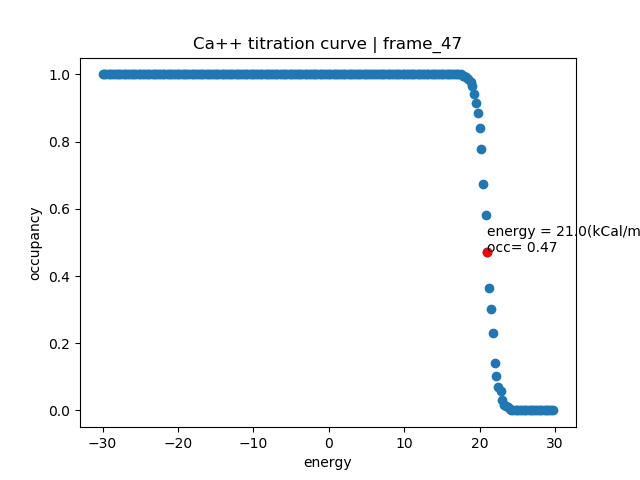 Ca++ titration curve | frame_47
occupancy
1.0
0.8
0.6
0.4
0.2
0.0
energy = 21.0(kCal/m
occ= 0.47
−30
−20
−10
0
10
20
30
energy